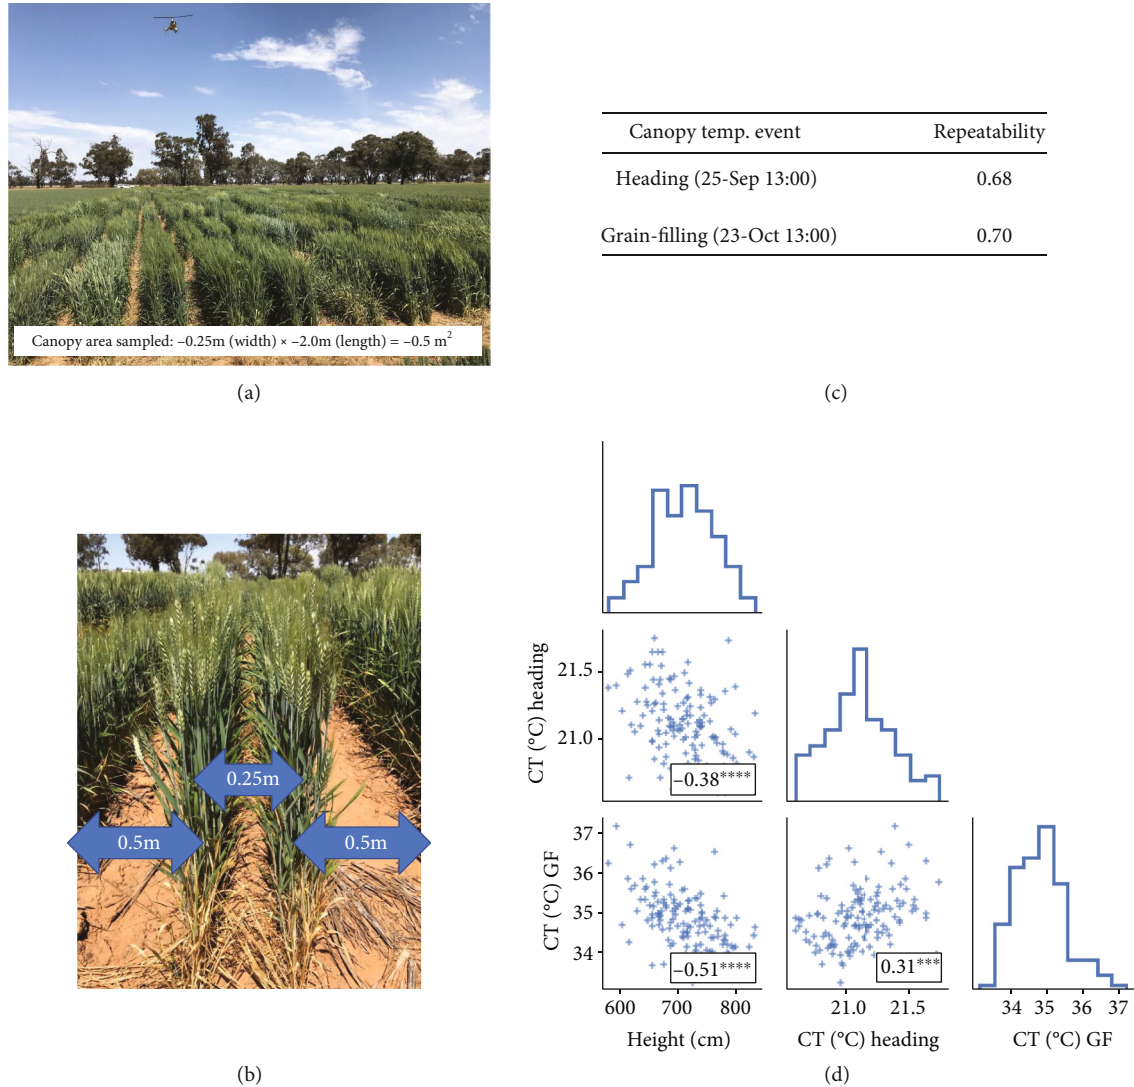 Canopy area sampled: –0.25m (width) × –2.0m (length) = –0.5 m²
(a)
Canopy temp. event Repeatability
Heading (25-Sep 13:00) 0.68
Grain-filling (23-Oct 13:00) 0.70
(c)
0.25m
0.5m 0.5m
(b)
CT (°C) heading
21.5
21.0
–0.38****
CT (°C) GF
37
36
35
34
–0.51****
0.31***
600 700 800
21.0 21.5
34 35 36 37
Height (cm)
CT (°C) heading
CT (°C) GF
(d)